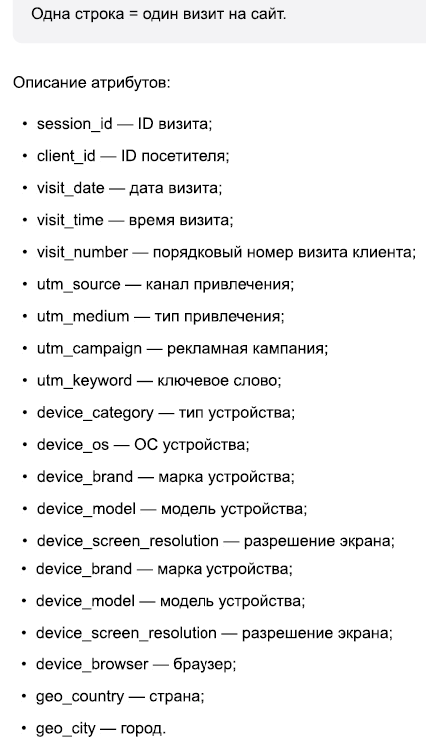 Одна строка = один визит на сайт.
Описание атрибутов:
• session_id — ID визита;
• client_id — ID посетителя;
• visit_date — дата визита;
• visit_time — время визита;
• visit_number — порядковый номер визита клиента;
• utm_source — канал привлечения;
• utm_medium — тип привлечения;
• utm_campaign — рекламная кампания;
• utm_keyword — ключевое слово;
• device_category — тип устройства;
• device_os — ОС устройства;
• device_brand — марка устройства;
• device_model — модель устройства;
• device_screen_resolution — разрешение экрана;
• device_brand — марка устройства;
• device_model — модель устройства;
• device_screen_resolution — разрешение экрана;
• device_browser — браузер;
• geo_country — страна;
• geo_city — город.